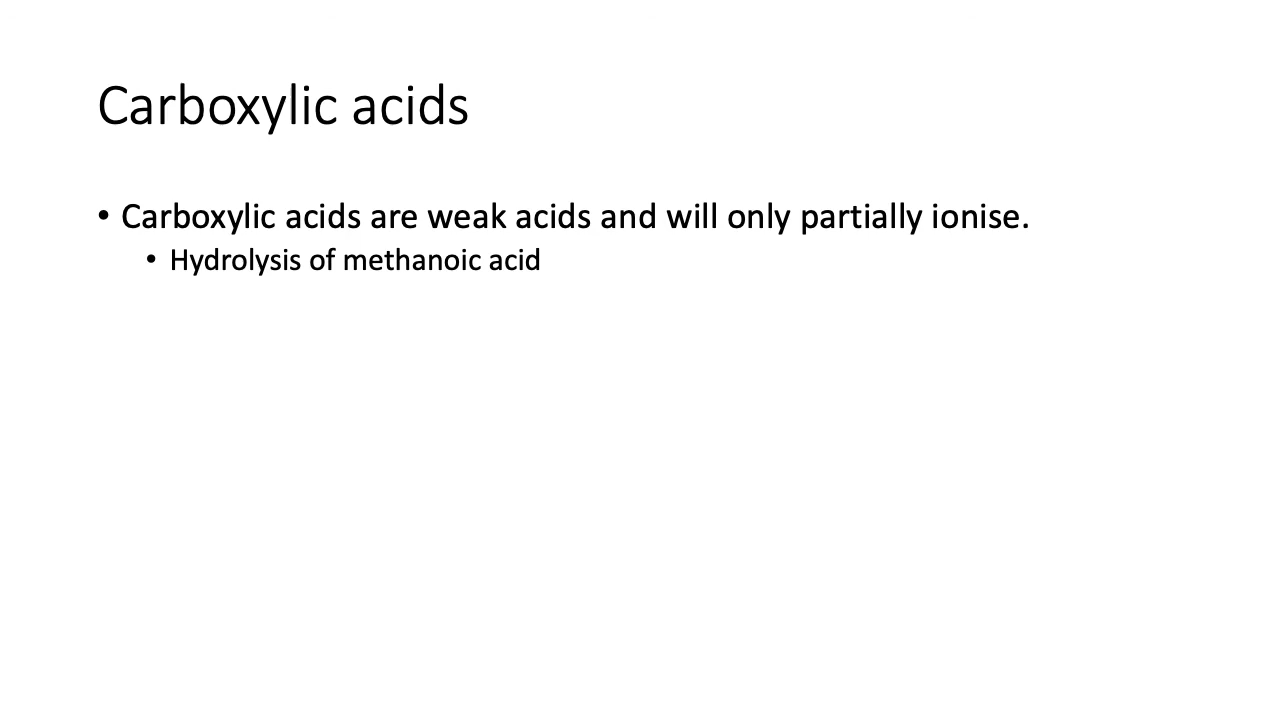 Carboxylic acids
• Carboxylic acids are weak acids and will only partially ionise.
• Hydrolysis of methanoic acid